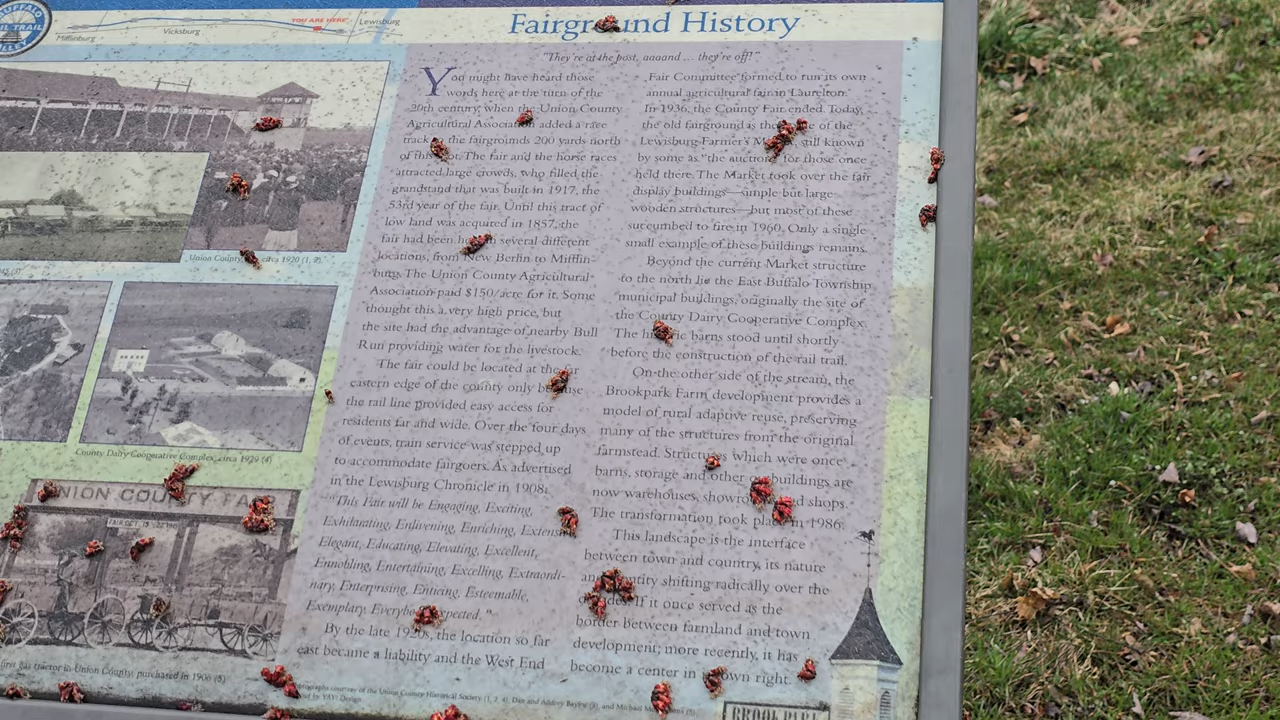 BUFFALO
RAIL TRAIL
VALLEY
Mifflinburg
Vicksburg
YOU ARE HERE
Lewisburg
Fairground History
"They're at the post, aaaand ... they're off!"
You might have heard those
words here at the turn of the
20th century, when the Union County
Agricultural Association added a race
track to the fairgrounds 200 yards north
of this spot. The fair and the horse races
attracted large crowds, who filled the
grandstand that was built in 1917, the
53rd year of the fair. Until this tract of
low land was acquired in 1857, the
fair had been in several different
locations, from New Berlin to Mifflin-
burg. The Union County Agricultural
Association paid $150/acre for it. Some
thought this a very high price, but
the site had the advantage of nearby Bull
Run providing water for the livestock.
The fair could be located at the far
eastern edge of the county only because
the rail line provided easy access for
residents far and wide. Over the four days
of events, train service was stepped up
to accommodate fairgoers. As advertised
in the Lewisburg Chronicle in 1908:
"This Fair will be Engaging, Exciting,
Exhilarating, Enlivening, Enriching,
Elegant, Educating, Elevating, Excellent,
Ennobling, Entertaining, Excelling, Extraordi-
nary, Enterprising, Enticing, Esteemable,
Exemplary, Everybody Expected."
By the late 1920s, the location so far
east became a liability and the West End
Fair Committee formed to run its own
annual agricultural fair in Laurelton.
In 1936, the County Fair ended. Today,
the old fairground is the site of the
Lewisburg Farmer's Market, still known
by some as "the auction" for those once
held there. The Market took over the fair
display buildings—simple but large
wooden structures—but most of these
succumbed to fire in 1960. Only a single
small example of these buildings remains.
Beyond the current Market structure
to the north lie the East Buffalo Township
municipal buildings, originally the site of
the County Dairy Cooperative Complex.
The historic barns stood until shortly
before the construction of the rail trail.
On the other side of the stream, the
Brookpark Farm development provides a
model of rural adaptive reuse, preserving
many of the structures from the original
farmstead. Structures which were once
barns, storage and other buildings are
now warehouses, showrooms and shops.
The transformation took place in 1986.
This landscape is the interface
between town and country, its nature
and identity shifting radically over the
decades. If it once served as the
border between farmland and town
development; more recently, it has
become a center in its own right.
Union County Fair, circa 1920 (1, 2)
(3)
County Dairy Cooperative Complex, circa 1929 (4)
UNION COUNTY FAIR
FAIR OCT.
first gas tractor in Union County, purchased in 1906 (5)
Photographs courtesy of the Union County Historical Society (1, 2, 4), Dan and Audrey Bayley (3), and Michael (5)
by YAY! Design
BROOKPARK